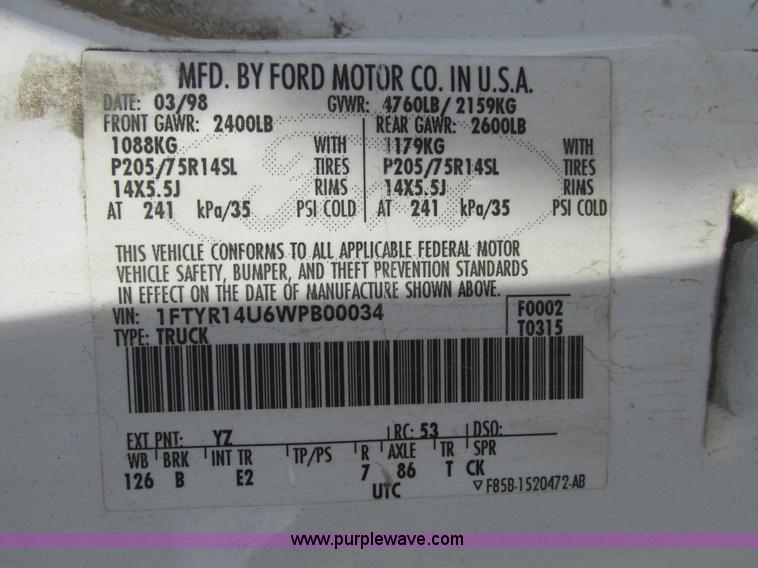 MFD. BY FORD MOTOR CO. IN U.S.A.
DATE: 03/98 GVWR: 4760LB/ 2159KG
FRONT GAWR: 2400LB REAR GAWR: 2600LB
1088KG WITH 1179KG WITH
P205/75R14SL TIRES P205/75R14SL TIRES
14X5.5J RIMS 14X5.5J RIMS
AT 241 kPa/35 PSI COLD AT 241 kPa/35 PSI COLD
THIS VEHICLE CONFORMS TO ALL APPLICABLE FEDERAL MOTOR
VEHICLE SAFETY, BUMPER, AND THEFT PREVENTION STANDARDS
IN EFFECT ON THE DATE OF MANUFACTURE SHOWN ABOVE.
VIN: 1FTYR14U6WPB00034 F0002
TYPE: TRUCK T0315
EXT PNT: YZ RC: 53 DSO:
WB BRK INT TR TP/PS R AXLE TR SPR
126 B E2 7 86 T CK
UTC ▽F85B-1520472-AB
www.purplewave.com